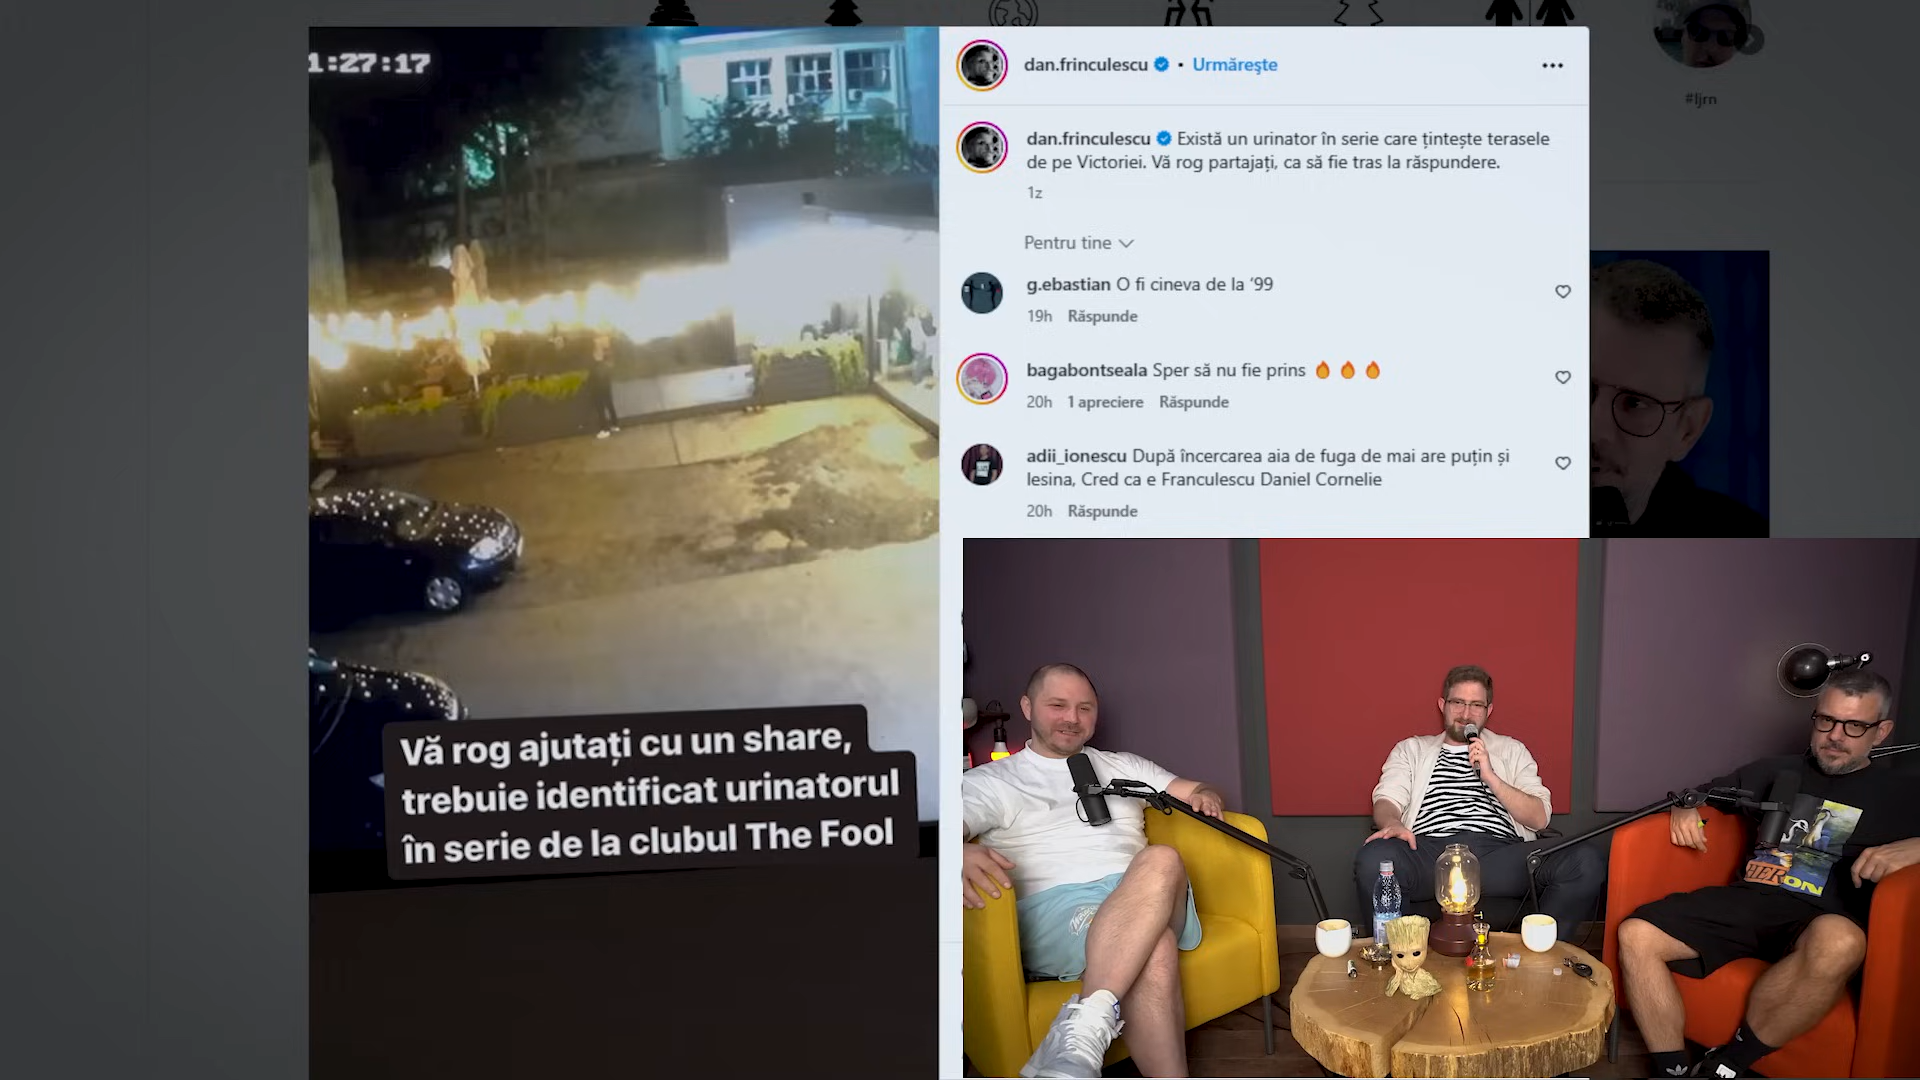 1:27:17
Vă rog ajutați cu un share,
trebuie identificat urinatorul
în serie de la clubul The Fool
dan.frinculescu • Urmărește
dan.frinculescu Există un urinator în serie care țintește terasele
de pe Victoriei. Vă rog partajați, ca să fie tras la răspundere.
1z
Pentru tine
g.ebastian O fi cineva de la ‘99
19h Răspunde
bagabontseala Sper să nu fie prins 🔥🔥🔥
20h 1 apreciere Răspunde
adii_ionescu După încercarea aia de fuga de mai are puțin și
lesina, Cred ca e Franculescu Daniel Cornelie
20h Răspunde
#ljrn
HERON